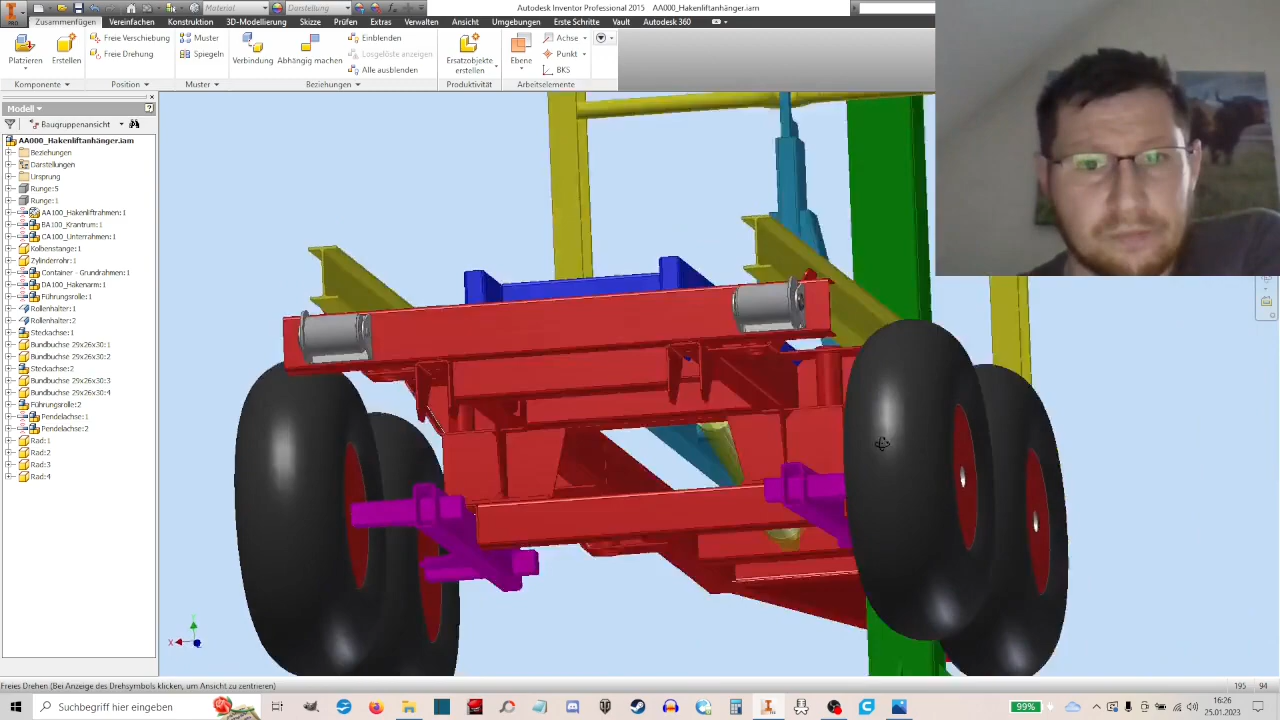 Autodesk Inventor Professional 2015   AA000_Hakenliftanhänger.iam
Material
Darstellung
Zusammenfügen Vereinfachen Konstruktion 3D-Modellierung Skizze Prüfen Extras Verwalten Ansicht Umgebungen Erste Schritte Vault Autodesk 360
Platzieren Erstellen
Freie Verschiebung
Freie Drehung
Muster
Spiegeln
Verbindung Abhängig machen
Einblenden
Losgelöste anzeigen
Alle ausblenden
Ersatzobjekte
erstellen
Ebene
Achse
Punkt
BKS
Komponente Position Muster Beziehungen Produktivität Arbeitselemente
Modell
Baugruppenansicht
AA000_Hakenliftanhänger.iam
Beziehungen
Darstellungen
Ursprung
Runge:5
Runge:1
AA100_Hakenliftrahmen:1
BA100_Krantrum:1
CA100_Unterrahmen:1
Kolbenstange:1
Zylinderrohr:1
Container - Grundrahmen:1
DA100_Hakenarm:1
Führungsrolle:1
Rollenhalter:1
Rollenhalter:2
Steckachse:1
Bundbuchse 29x26x30:1
Bundbuchse 29x26x30:2
Steckachse:2
Bundbuchse 29x26x30:3
Bundbuchse 29x26x30:4
Führungsrolle:2
Pendelachse:1
Pendelachse:2
Rad:1
Rad:2
Rad:3
Rad:4
X
Freies Drehen (Bei Anzeige des Drehsymbols klicken, um Ansicht zu zentrieren)
195 94
Suchbegriff hier eingeben
99%
16:26
25.01.2023